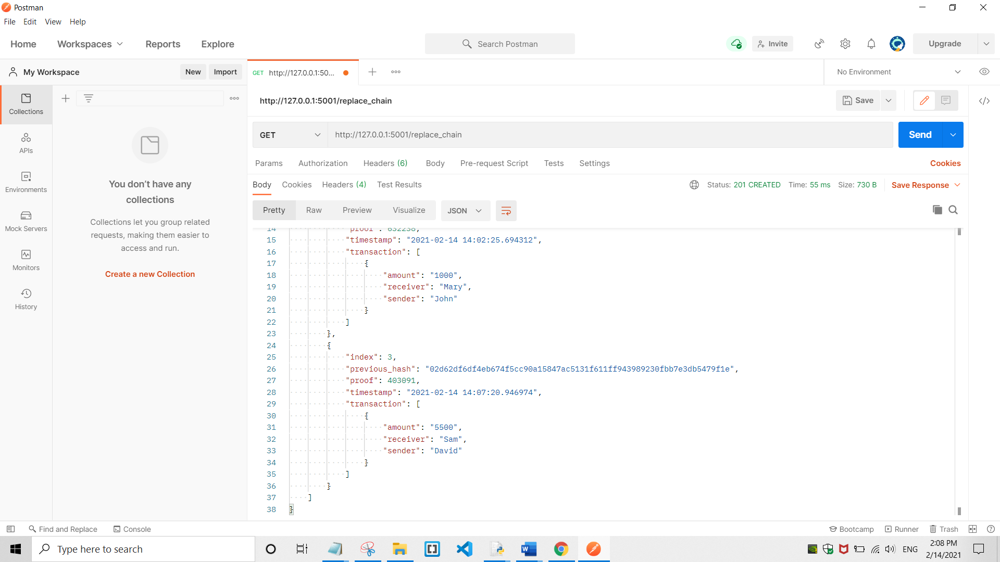 Postman
File Edit View Help
Home Workspaces Reports Explore Search Postman Invite Upgrade
My Workspace New Import GET http://127.0.0.1:50... No Environment
http://127.0.0.1:5001/replace_chain Save
Collections
GET http://127.0.0.1:5001/replace_chain Send
APIs
Params Authorization Headers (6) Body Pre-request Script Tests Settings Cookies
Environments
You don't have any
collections
Body Cookies Headers (4) Test Results Status: 201 CREATED Time: 55 ms Size: 730 B Save Response
Pretty Raw Preview Visualize JSON
Mock Servers
Collections let you group related
requests, making them easier to
access and run.
Monitors
Create a new Collection
History
14 "proof": 632238,
15 "timestamp": "2021-02-14 14:02:25.694312",
16 "transaction": [
17 {
18 "amount": "1000",
19 "receiver": "Mary",
20 "sender": "John"
21 }
22 ]
23 },
24 {
25 "index": 3,
26 "previous_hash": "02d62df6df4eb674f5cc90a15847ac5131f611ff943989230fbb7e3db5479f1e",
27 "proof": 403091,
28 "timestamp": "2021-02-14 14:07:20.946974",
29 "transaction": [
30 {
31 "amount": "5500",
32 "receiver": "Sam",
33 "sender": "David"
34 }
35 ]
36 }
37 ]
38 }
Find and Replace Console Bootcamp Runner Trash
Type here to search ENG 2:08 PM
2/14/2021